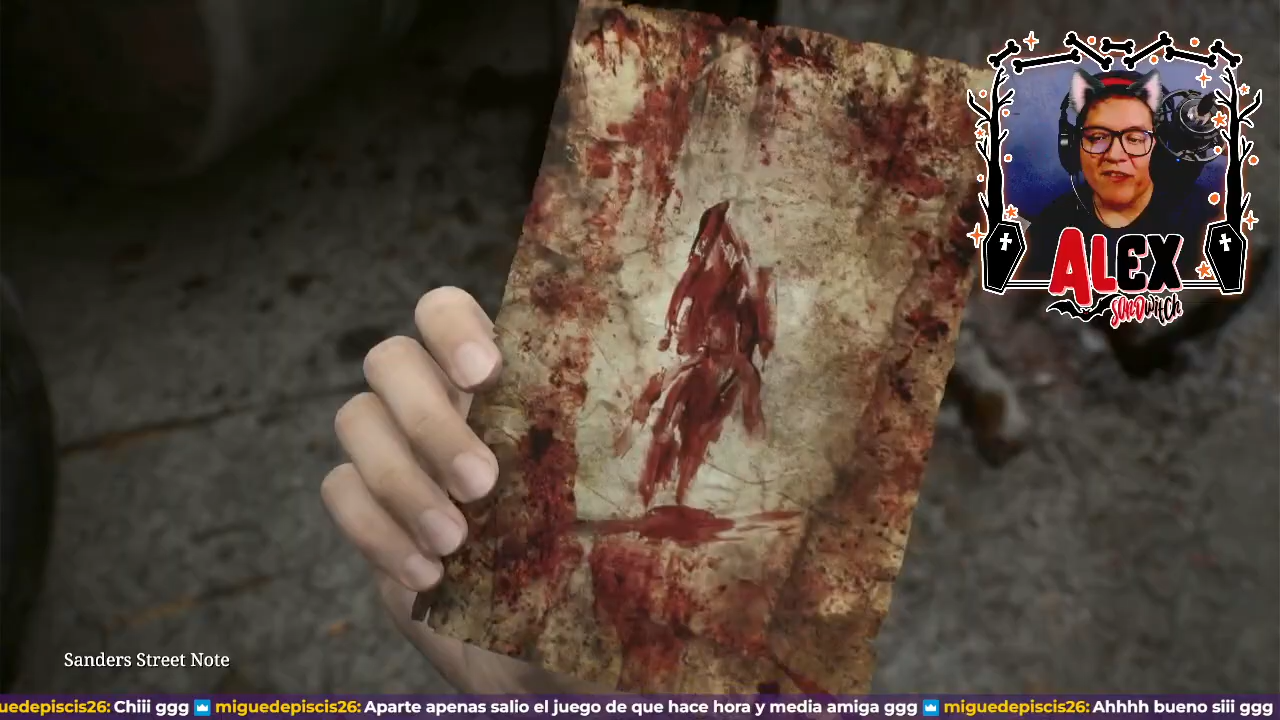 ALEX
SANDWITCH
Sanders Street Note
uedepiscis26: Chiii ggg miguedepiscis26: Aparte apenas salio el juego de que hace hora y media amiga ggg miguedepiscis26: Ahhhh bueno siii ggg